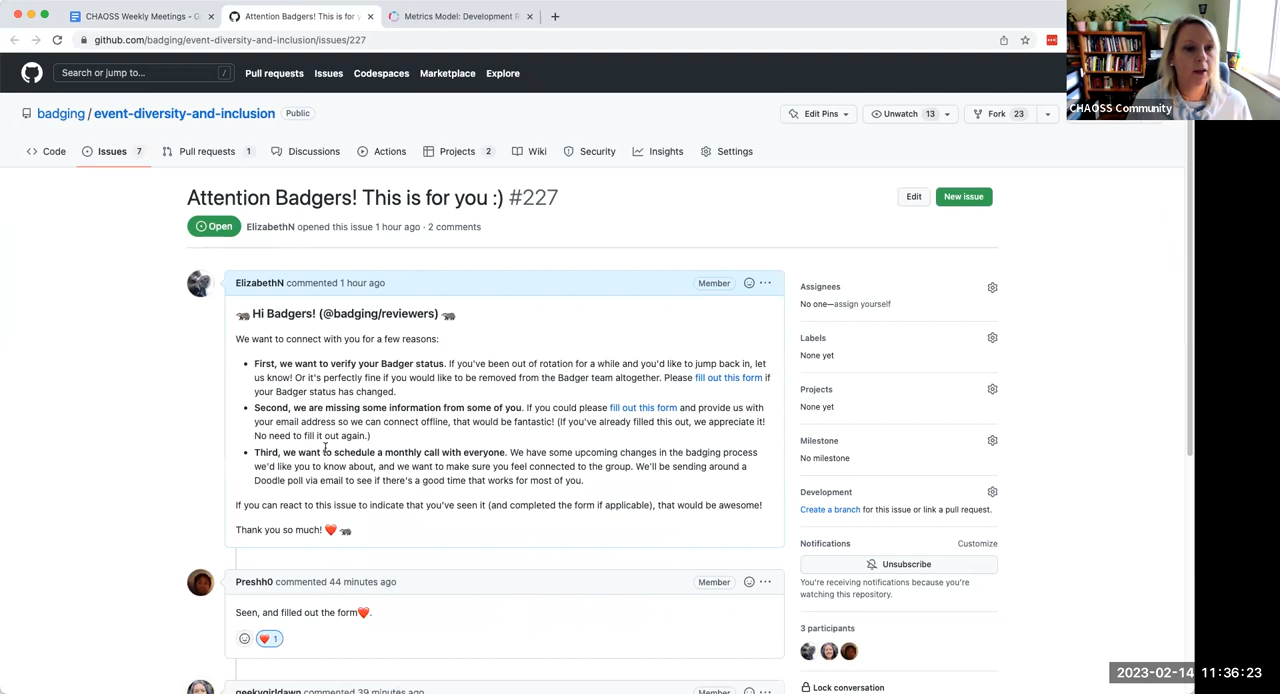 CHAOSS Weekly Meetings - G
Attention Badgers! This is for y
Metrics Model: Development R
github.com/badging/event-diversity-and-inclusion/issues/227
Search or jump to...
/
Pull requests
Issues
Codespaces
Marketplace
Explore
CHAOSS Community
badging / event-diversity-and-inclusion
Public
Edit Pins
Unwatch 13
Fork 23
Code
Issues 7
Pull requests 1
Discussions
Actions
Projects 2
Wiki
Security
Insights
Settings
Attention Badgers! This is for you :) #227
Edit
New issue
Open
ElizabethN opened this issue 1 hour ago · 2 comments
ElizabethN commented 1 hour ago
Member
🦡 Hi Badgers! (@badging/reviewers) 🦡
We want to connect with you for a few reasons:
• First, we want to verify your Badger status. If you've been out of rotation for a while and you'd like to jump back in, let
us know! Or it's perfectly fine if you would like to be removed from the Badger team altogether. Please fill out this form if
your Badger status has changed.
• Second, we are missing some information from some of you. If you could please fill out this form and provide us with
your email address so we can connect offline, that would be fantastic! (If you've already filled this out, we appreciate it!
No need to fill it out again.)
• Third, we want to schedule a monthly call with everyone. We have some upcoming changes in the badging process
we'd like you to know about, and we want to make sure you feel connected to the group. We'll be sending around a
Doodle poll via email to see if there's a good time that works for most of you.
If you can react to this issue to indicate that you've seen it (and completed the form if applicable), that would be awesome!
Thank you so much! ❤️ 🦡
Preshh0 commented 44 minutes ago
Member
Seen, and filled out the form❤️.
❤️ 1
geekygirldawn commented 39 minutes ago
Member
Assignees
No one—assign yourself
Labels
None yet
Projects
None yet
Milestone
No milestone
Development
Create a branch for this issue or link a pull request.
Notifications
Customize
Unsubscribe
You're receiving notifications because you're
watching this repository.
3 participants
Lock conversation
2023-02-14 11:36:23